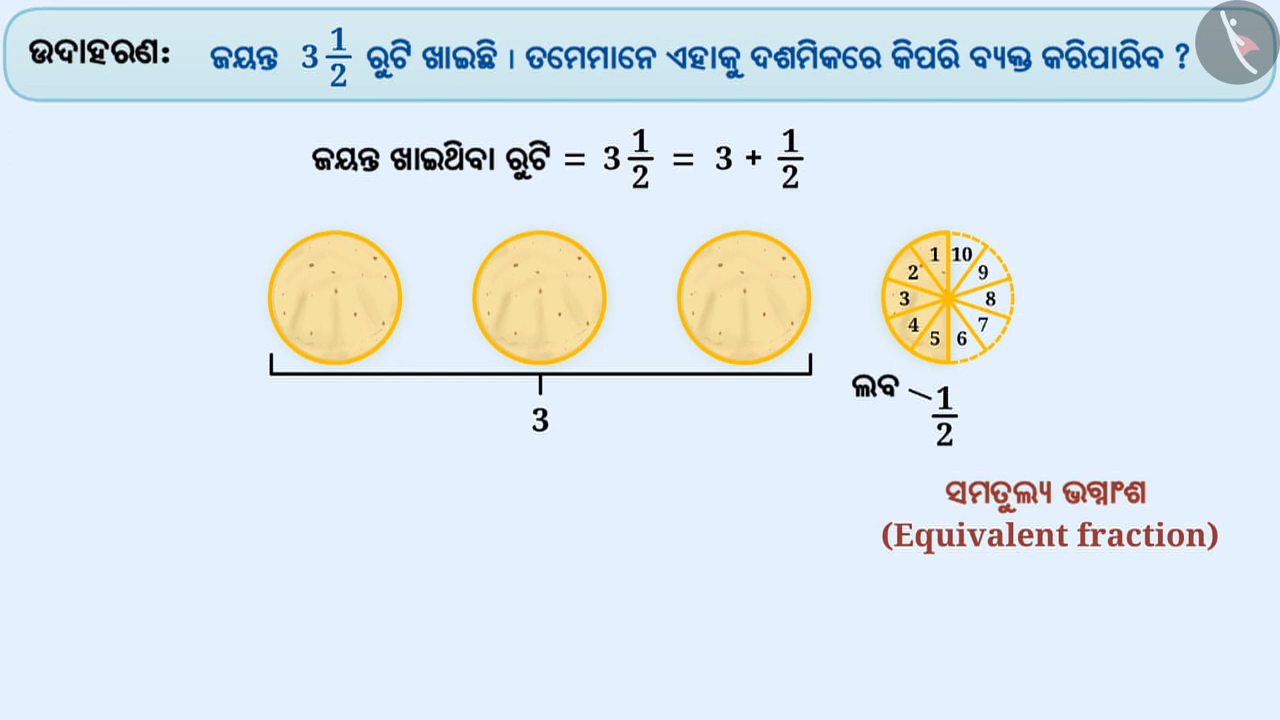 ଉଦାହରଣ: ଜୟନ୍ତ 3 1/2 ରୁଟି ଖାଇଛି । ତମେମାନେ ଏହାକୁ ଦଶମିକରେ କିପରି ବ୍ୟକ୍ତ କରିପାରିବ ?
ଜୟନ୍ତ ଖାଇଥିବା ରୁଟି = 3 1/2 = 3 + 1/2
1 10
2 9
3 8
4 7
5 6
ଲବ 1/2
3
ସମତୁଲ୍ୟ ଭଗ୍ନାଂଶ
(Equivalent fraction)